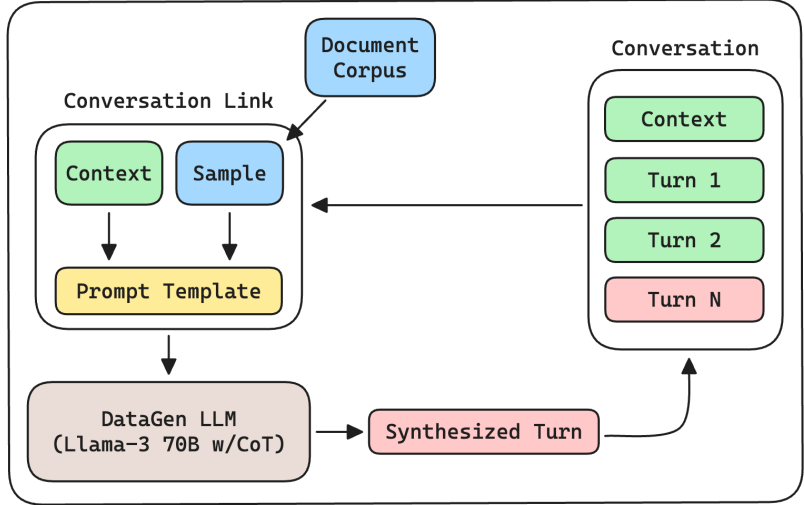 Document
Corpus
Conversation
Conversation Link
Context
Sample
Prompt Template
Context
Turn 1
Turn 2
Turn N
DataGen LLM
(Llama-3 70B w/CoT)
Synthesized Turn